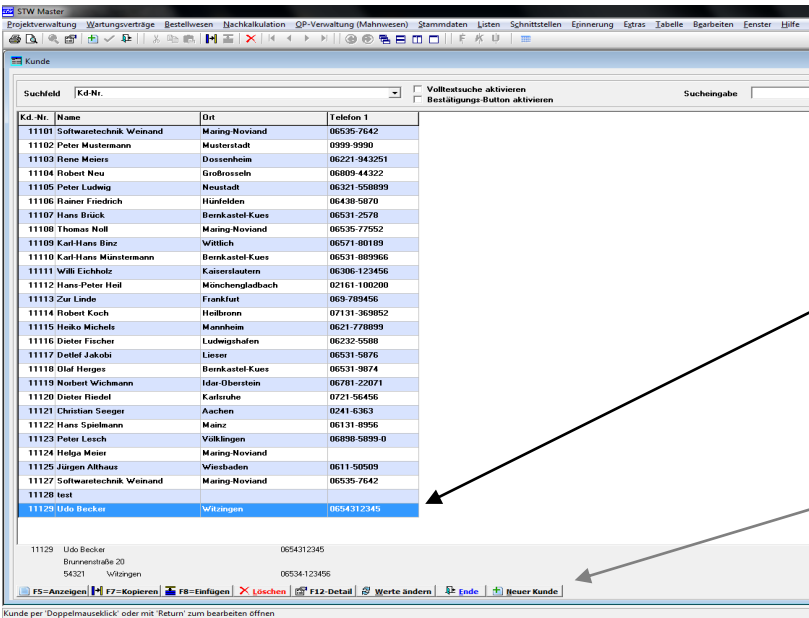 STW Master
Projektverwaltung Wartungsverträge Bestellwesen Nachkalkulation OP-Verwaltung (Mahnwesen) Stammdaten Listen Schnittstellen Erinnerung Extras Tabelle Bearbeiten Fenster Hilfe
F K U
Kunde
Suchfeld Kd-Nr. Volltextsuche aktivieren Sucheingabe
Bestätigungs-Button aktivieren
Kd.-Nr. Name Ort Telefon 1
11101 Softwaretechnik Weinand Maring-Noviand 06535-7642
11102 Peter Mustermann Musterstadt 0999-9990
11103 Rene Meiers Dossenheim 06221-943251
11104 Robert Neu Großrosseln 06809-44322
11105 Peter Ludwig Neustadt 06321-558899
11106 Rainer Friedrich Hünfelden 06438-5870
11107 Hans Brück Bernkastel-Kues 06531-2578
11108 Thomas Noll Maring-Noviand 06535-77552
11109 Karl-Hans Binz Wittlich 06571-80189
11110 Karl-Hans Münstermann Bernkastel-Kues 06531-889966
11111 Willi Eichholz Kaiserslautern 06306-123456
11112 Hans-Peter Heil Mönchengladbach 02161-100200
11113 Zur Linde Frankfurt 069-789456
11114 Robert Koch Heilbronn 07131-369852
11115 Heiko Michels Mannheim 0621-778899
11116 Dieter Fischer Ludwigshafen 06232-5588
11117 Detlef Jakobi Lieser 06531-5876
11118 Olaf Herges Bernkastel-Kues 06531-9874
11119 Norbert Wichmann Idar-Oberstein 06781-22071
11120 Dieter Riedel Karlsruhe 0721-56456
11121 Christian Seeger Aachen 0241-6363
11122 Hans Spielmann Mainz 06131-8956
11123 Peter Lesch Völklingen 06898-5899-0
11124 Helga Meier Maring-Noviand
11125 Jürgen Althaus Wiesbaden 0611-50509
11127 Softwaretechnik Weinand Maring-Noviand 06535-7642
11128 test
11129 Udo Becker Witzingen 0654312345
11129 Udo Becker 0654312345
Brunnenstraße 20
54321 Witzingen 06534-123456
F5=Anzeigen F7=Kopieren F8=Einfügen Löschen F12-Detail Werte ändern Ende Neuer Kunde
Kunde per 'Doppelmauseklick' oder mit 'Return' zum bearbeiten öffnen